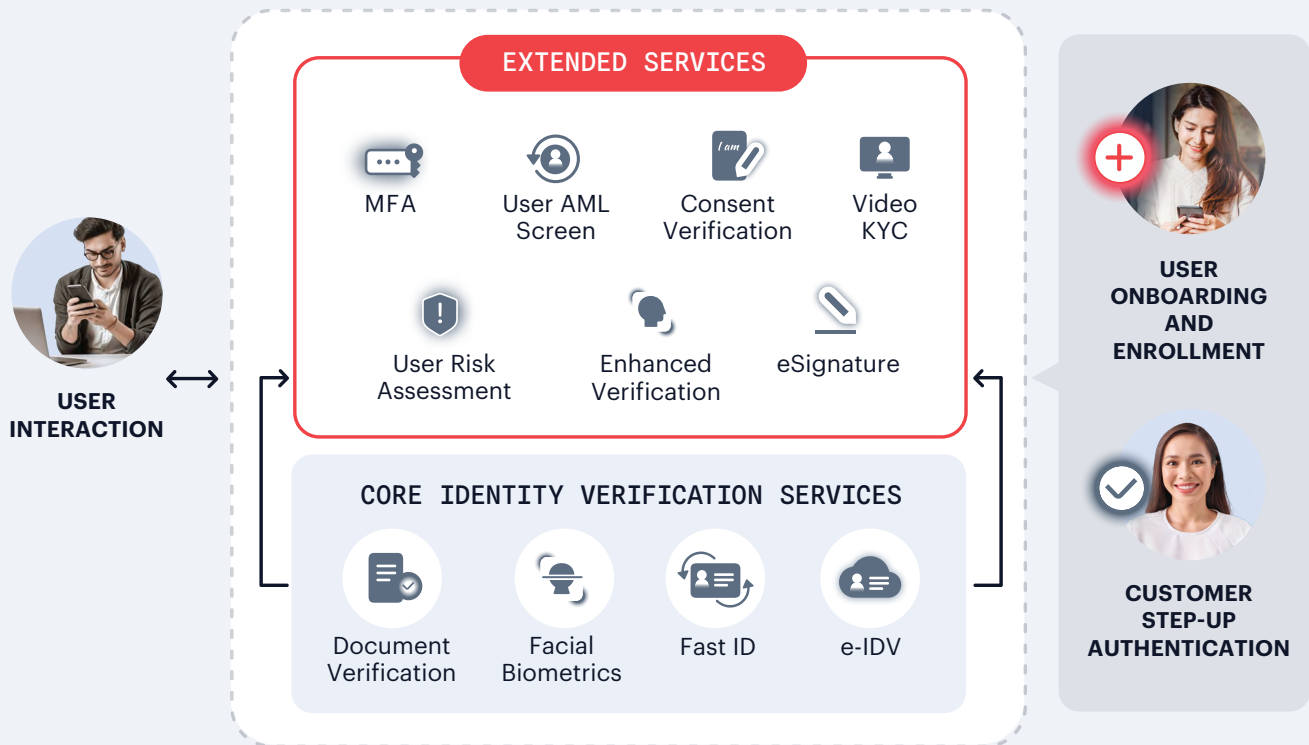 EXTENDED SERVICES
MFA
User AML
Screen
I am
Consent
Verification
Video
KYC
User Risk
Assessment
Enhanced
Verification
eSignature
USER
INTERACTION
CORE IDENTITY VERIFICATION SERVICES
Document
Verification
Facial
Biometrics
Fast ID
e-IDV
USER
ONBOARDING
AND
ENROLLMENT
CUSTOMER
STEP-UP
AUTHENTICATION